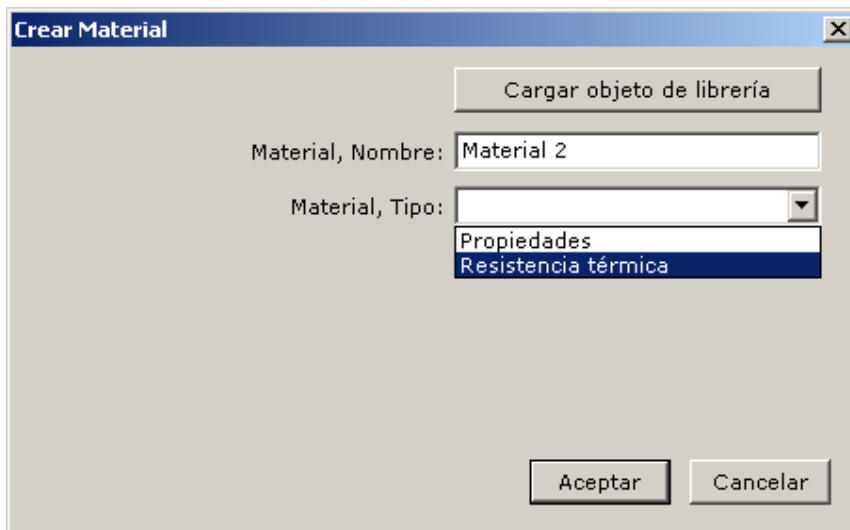 Crear Material
Cargar objeto de librería
Material, Nombre: Material 2
Material, Tipo:
Propiedades
Resistencia térmica
Aceptar Cancelar